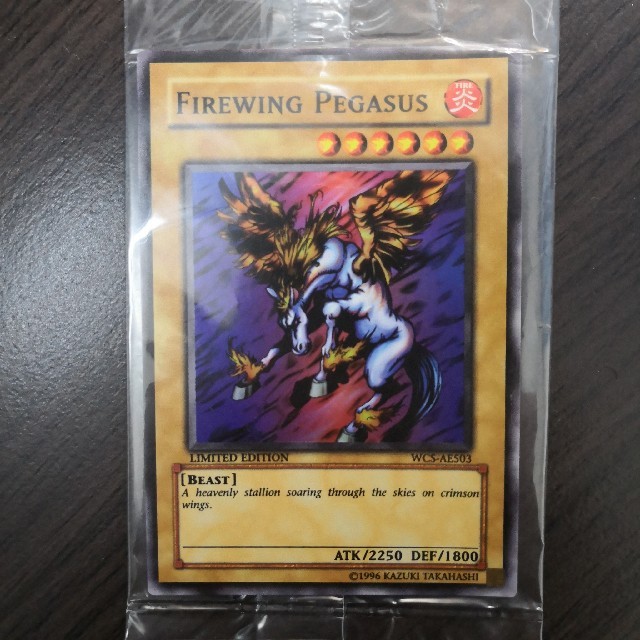 FIREWING PEGASUS
FIRE
炎
LIMITED EDITION WCS-AE503
[BEAST]
A heavenly stallion soaring through the skies on crimson
wings.
ATK/2250 DEF/1800
©1996 KAZUKI TAKAHASHI